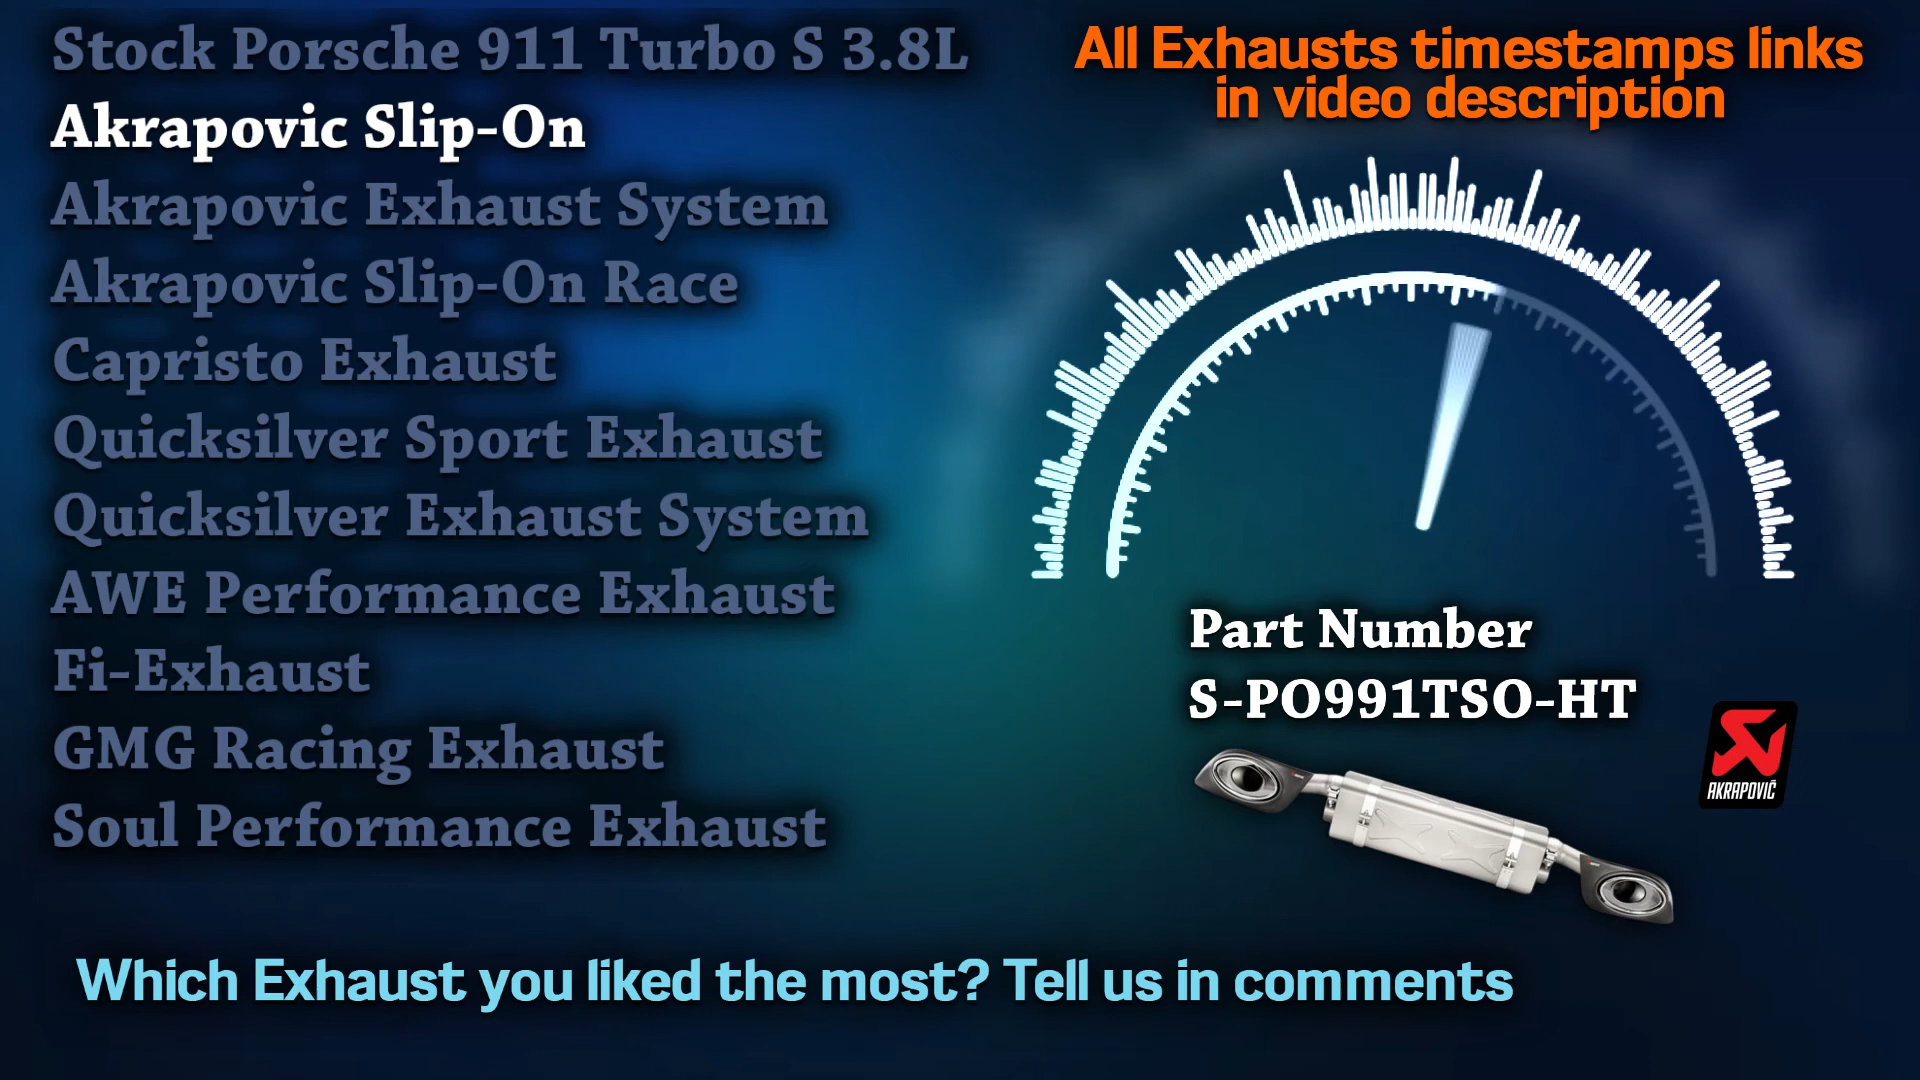 Stock Porsche 911 Turbo S 3.8L
Akrapovic Slip-On
Akrapovic Exhaust System
Akrapovic Slip-On Race
Capristo Exhaust
Quicksilver Sport Exhaust
Quicksilver Exhaust System
AWE Performance Exhaust
Fi-Exhaust
GMG Racing Exhaust
Soul Performance Exhaust
All Exhausts timestamps links
in video description
Part Number
S-PO991TSO-HT
AKRAPOVIČ
Which Exhaust you liked the most? Tell us in comments